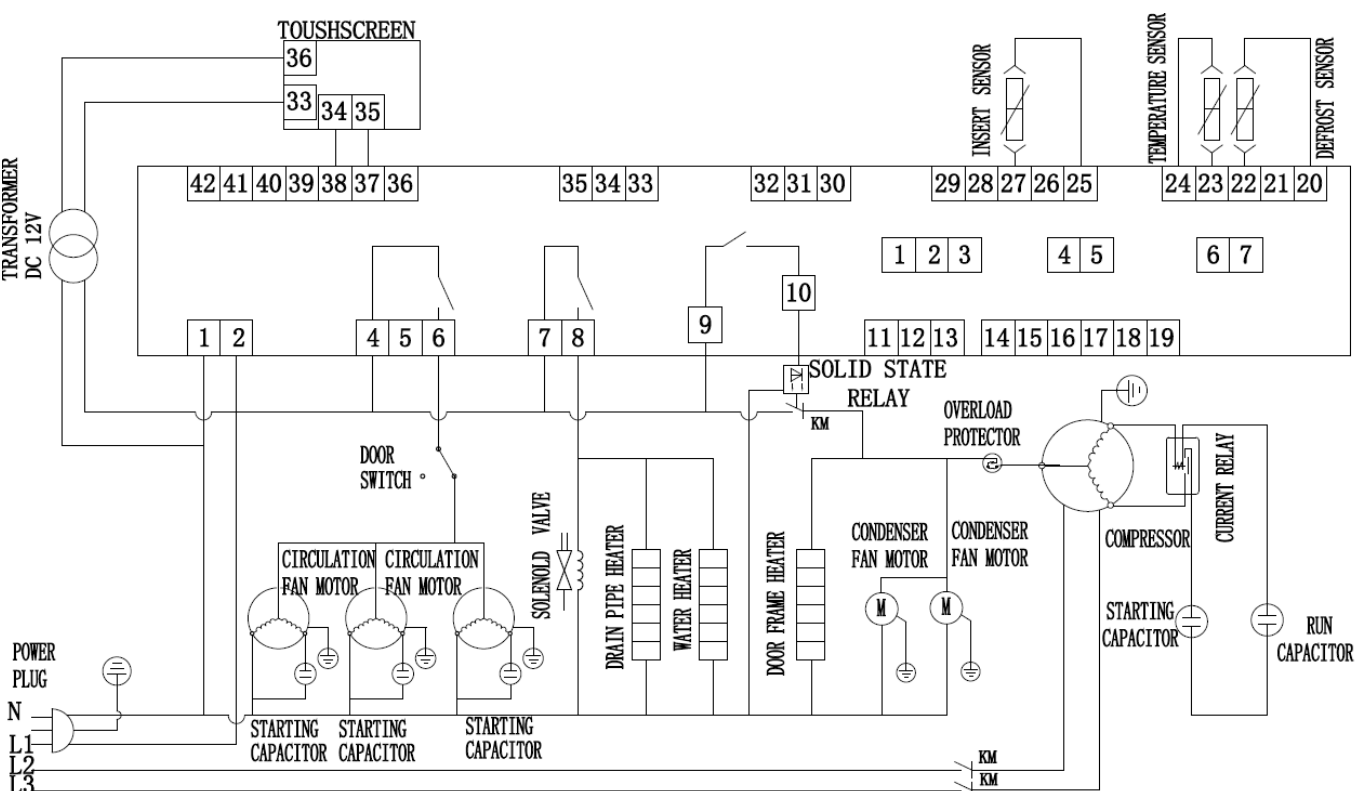 TOUSHSCREEN
36
33
34 35
TRANSFORMER
DC 12V
INSERT SENSOR
TEMPERATURE SENSOR
DEFROST SENSOR
42 41 40 39 38 37 36
35 34 33
32 31 30
29 28 27 26 25
24 23 22 21 20
1 2 3
4 5
6 7
1 2
4 5 6
7 8
9
10
11 12 13
14 15 16 17 18 19
SOLID STATE
RELAY
KM
OVERLOAD
PROTECTOR
DOOR
SWITCH
CURRENT RELAY
COMPRESSOR
CIRCULATION
FAN MOTOR
CIRCULATION
FAN MOTOR
SOLENOLD VALVE
DRAIN PIPE HEATER
WATER HEATER
DOOR FRAME HEATER
CONDENSER
FAN MOTOR
CONDENSER
FAN MOTOR
M
M
STARTING
CAPACITOR
RUN
CAPACITOR
POWER
PLUG
N
L1
L2
L3
STARTING
CAPACITOR
STARTING
CAPACITOR
STARTING
CAPACITOR
KM
KM